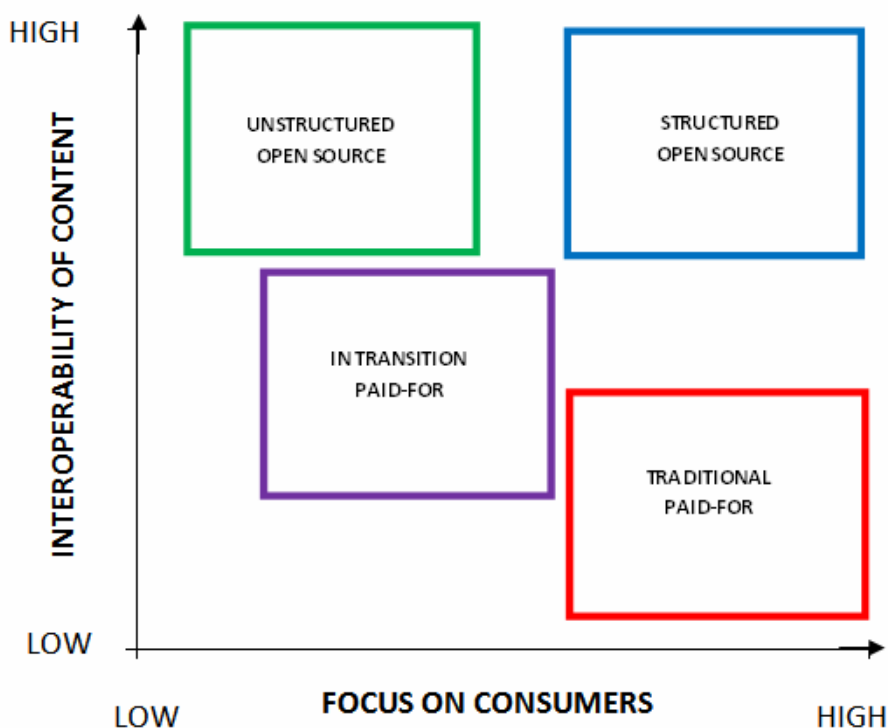 HIGH
INTEROPERABILITY OF CONTENT
UNSTRUCTURED
OPEN SOURCE
STRUCTURED
OPEN SOURCE
IN TRANSITION
PAID-FOR
TRADITIONAL
PAID-FOR
LOW
LOW
FOCUS ON CONSUMERS
HIGH